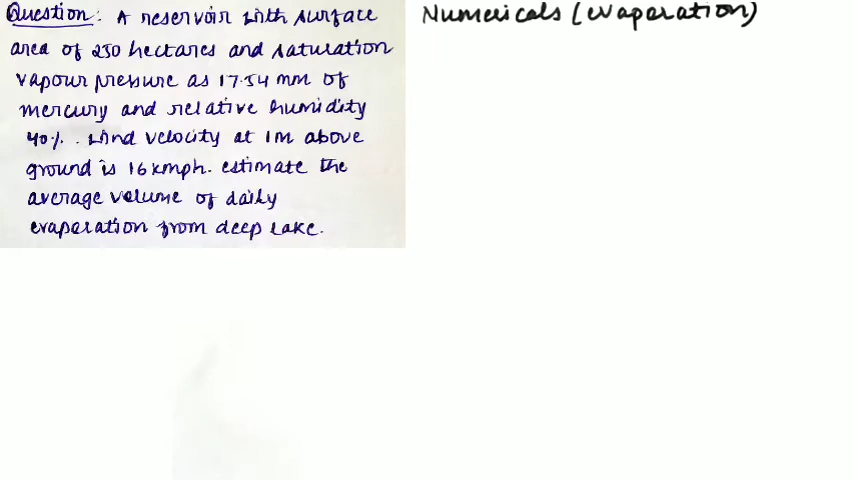 Question: A reservoir with surface
area of 250 hectares and saturation
vapour pressure as 17.54 mm of
mercury and relative humidity
40%. Wind velocity at 1m above
ground is 16 kmph. estimate the
average volume of daily
evaporation from deep lake.
Numericals (evaporation)